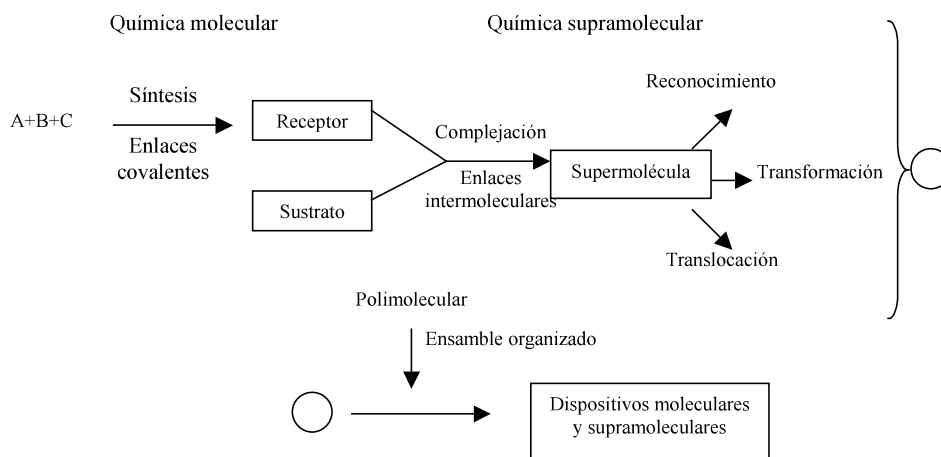 Química molecular
Química supramolecular
A+B+C
Síntesis
Enlaces
covalentes
Receptor
Sustrato
Complejación
Enlaces
intermoleculares
Supermolécula
Reconocimiento
Transformación
Translocación
Polimolecular
Ensamble organizado
Dispositivos moleculares
y supramoleculares